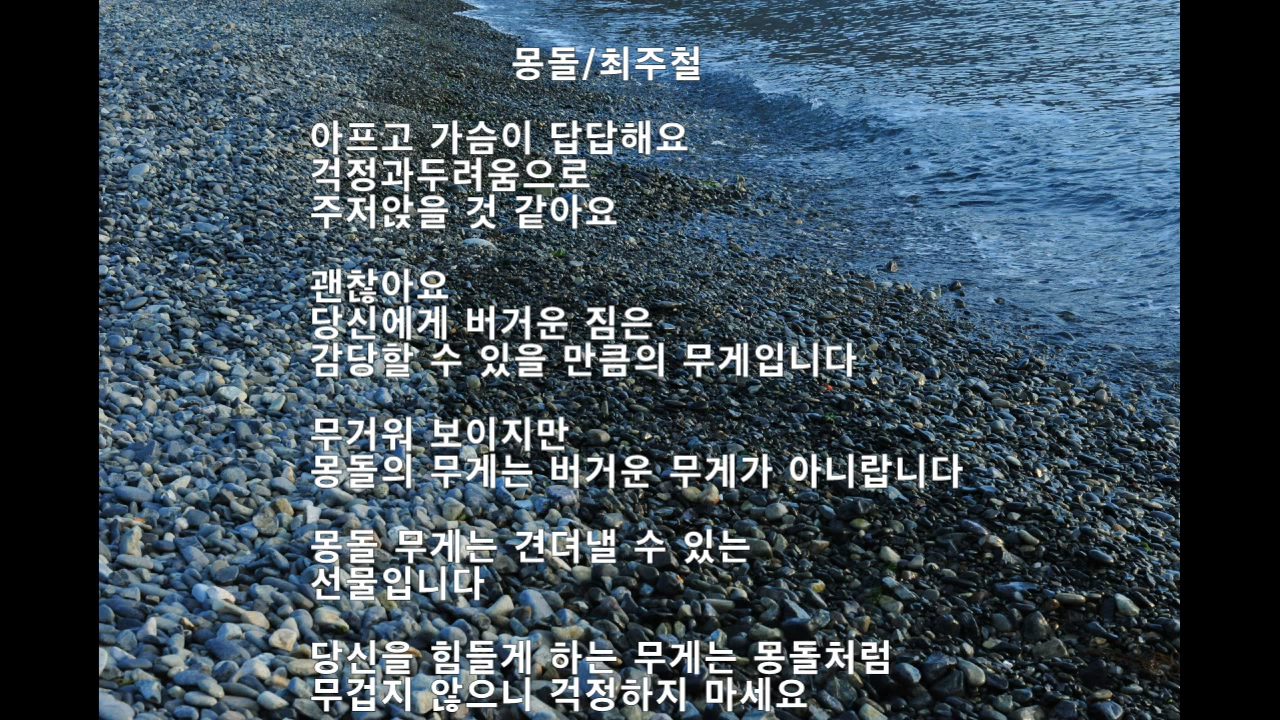 몽돌/최주철
아프고 가슴이 답답해요
걱정과두려움으로
주저앉을 것 같아요
괜찮아요
당신에게 버거운 짐은
감당할 수 있을 만큼의 무게입니다
무거워 보이지만
몽돌의 무게는 버거운 무게가 아니랍니다
몽돌 무게는 견뎌낼 수 있는
선물입니다
당신을 힘들게 하는 무게는 몽돌처럼
무겁지 않으니 걱정하지 마세요